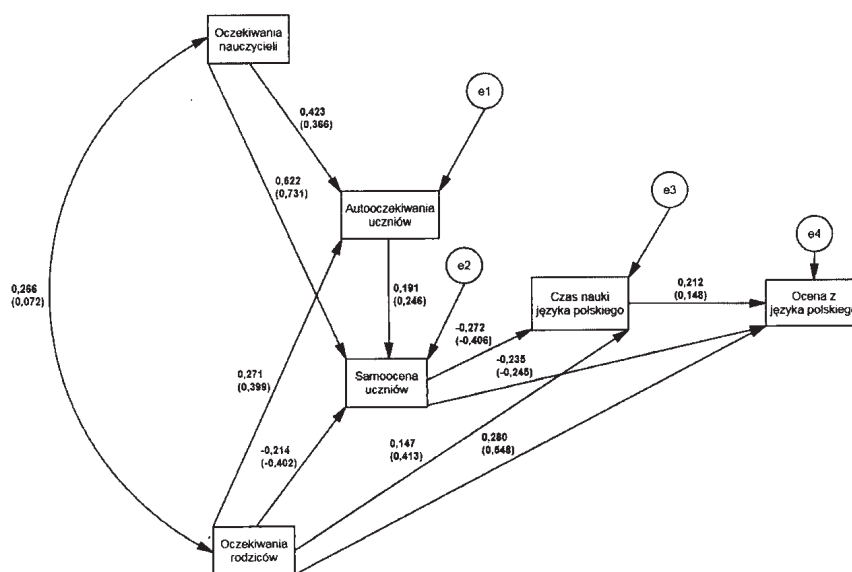 Oczekiwania
nauczycieli
e1
0,423
(0,366)
e3
0,622
(0,731)
Autooczekiwania
uczniów
e4
e2
0,266
(0,072)
0,191
(0,246)
Czas nauki
języka polskiego
0,212
(0,148)
Ocena z
języka polskiego
-0,272
(-0,406)
0,271
(0,399)
Samoocena
uczniów
-0,235
(-0,245)
-0,214
(-0,402)
0,147
(0,413)
0,280
(0,548)
Oczekiwania
rodziców